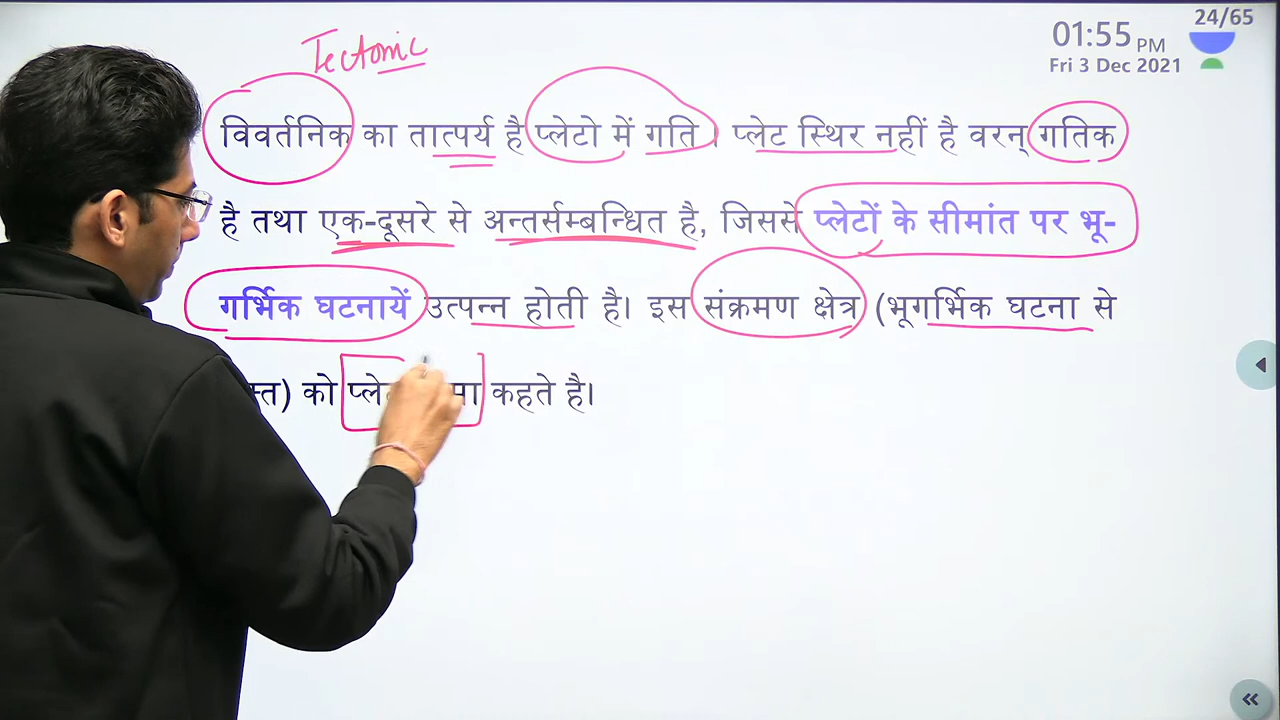 01:55 PM
24/65
Fri 3 Dec 2021
Tectonic
विवर्तनिक का तात्पर्य है प्लेटो में गति। प्लेट स्थिर नहीं है वरन् गतिक
है तथा एक-दूसरे से अन्तर्सम्बन्धित है, जिससे प्लेटों के सीमांत पर भू-
गर्भिक घटनायें उत्पन्न होती है। इस संक्रमण क्षेत्र (भूगर्भिक घटना से
को कहते है।